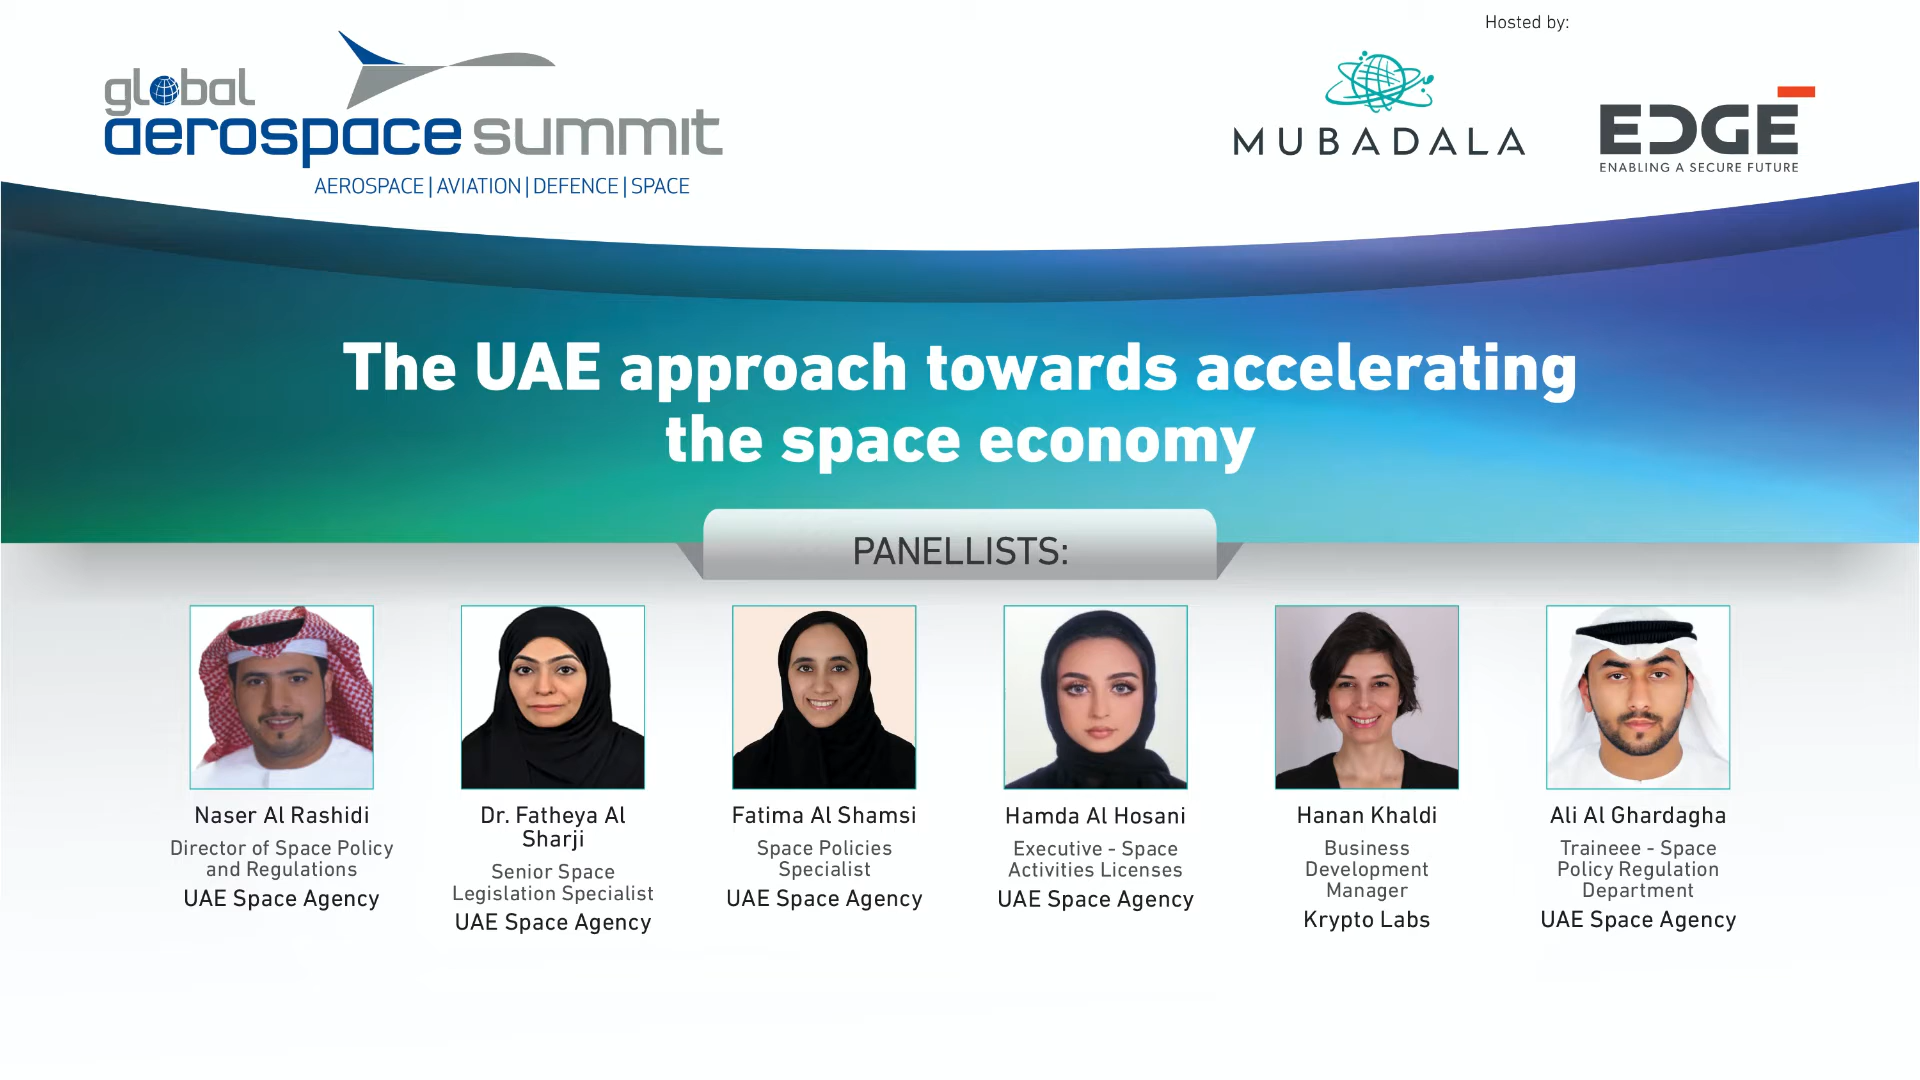 Hosted by:
global
aerospace summit
AEROSPACE | AVIATION | DEFENCE | SPACE
MUBADALA
EDGE
ENABLING A SECURE FUTURE
The UAE approach towards accelerating
the space economy
PANELLISTS:
Naser Al Rashidi
Director of Space Policy
and Regulations
UAE Space Agency
Dr. Fatheya Al
Sharji
Senior Space
Legislation Specialist
UAE Space Agency
Fatima Al Shamsi
Space Policies
Specialist
UAE Space Agency
Hamda Al Hosani
Executive - Space
Activities Licenses
UAE Space Agency
Hanan Khaldi
Business
Development
Manager
Krypto Labs
Ali Al Ghardagha
Traineee - Space
Policy Regulation
Department
UAE Space Agency